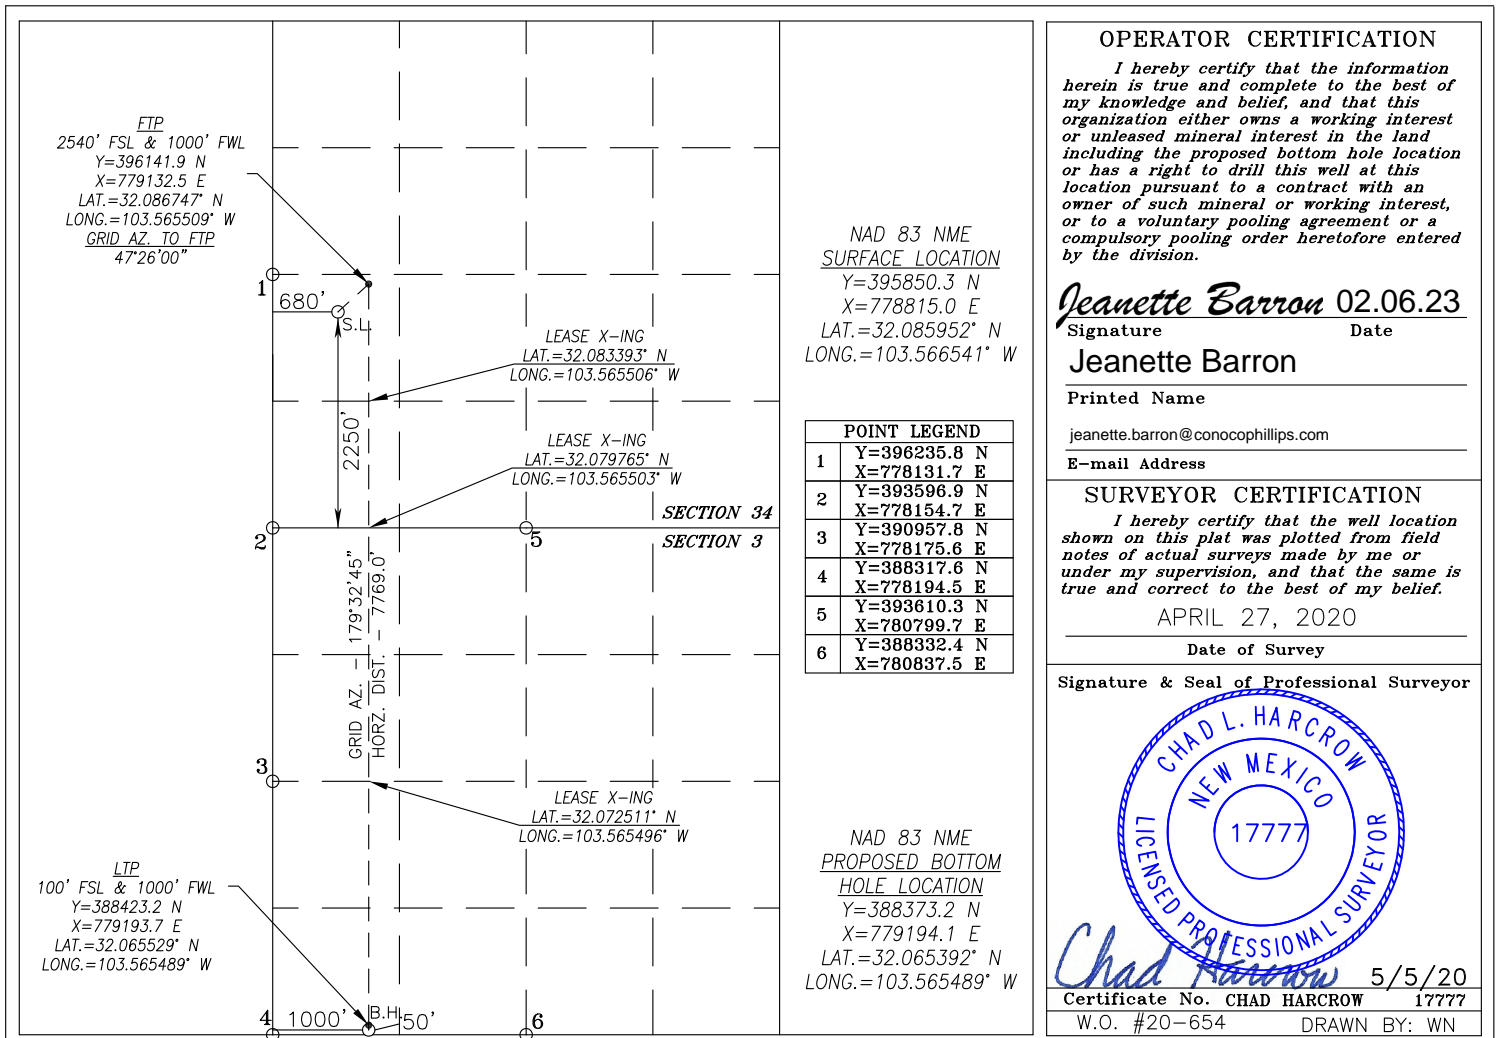 FTP
2540' FSL & 1000' FWL
Y=396141.9 N
X=779132.5 E
LAT.=32.086747° N
LONG.=103.565509° W
GRID AZ. TO FTP
47°26'00"
1
680'
S.L.
2250'
LEASE X-ING
LAT.=32.083393° N
LONG.=103.565506° W
LEASE X-ING
LAT.=32.079765° N
LONG.=103.565503° W
SECTION 34
SECTION 3
2
5
GRID AZ. - 179°32'45"
HORZ. DIST. - 7769.0'
3
LEASE X-ING
LAT.=32.072511° N
LONG.=103.565496° W
LTP
100' FSL & 1000' FWL
Y=388423.2 N
X=779193.7 E
LAT.=32.065529° N
LONG.=103.565489° W
4
1000'
B.H.
50'
6
NAD 83 NME
SURFACE LOCATION
Y=395850.3 N
X=778815.0 E
LAT.=32.085952° N
LONG.=103.566541° W
POINT LEGEND
1 Y=396235.8 N
X=778131.7 E
2 Y=393596.9 N
X=778154.7 E
3 Y=390957.8 N
X=778175.6 E
4 Y=388317.6 N
X=778194.5 E
5 Y=393610.3 N
X=780799.7 E
6 Y=388332.4 N
X=780837.5 E
NAD 83 NME
PROPOSED BOTTOM
HOLE LOCATION
Y=388373.2 N
X=779194.1 E
LAT.=32.065392° N
LONG.=103.565489° W
OPERATOR CERTIFICATION
I hereby certify that the information
herein is true and complete to the best of
my knowledge and belief, and that this
organization either owns a working interest
or unleased mineral interest in the land
including the proposed bottom hole location
or has a right to drill this well at this
location pursuant to a contract with an
owner of such mineral or working interest,
or to a voluntary pooling agreement or a
compulsory pooling order heretofore entered
by the division.
Jeanette Barron 02.06.23
Signature Date
Jeanette Barron
Printed Name
jeanette.barron@conocophillips.com
E-mail Address
SURVEYOR CERTIFICATION
I hereby certify that the well location
shown on this plat was plotted from field
notes of actual surveys made by me or
under my supervision, and that the same is
true and correct to the best of my belief.
APRIL 27, 2020
Date of Survey
Signature & Seal of Professional Surveyor
CHAD L. HARCROW
NEW MEXICO
17777
LICENSED PROFESSIONAL SURVEYOR
Chad Harcrow 5/5/20
Certificate No. CHAD HARCROW 17777
W.O. #20-654 DRAWN BY: WN